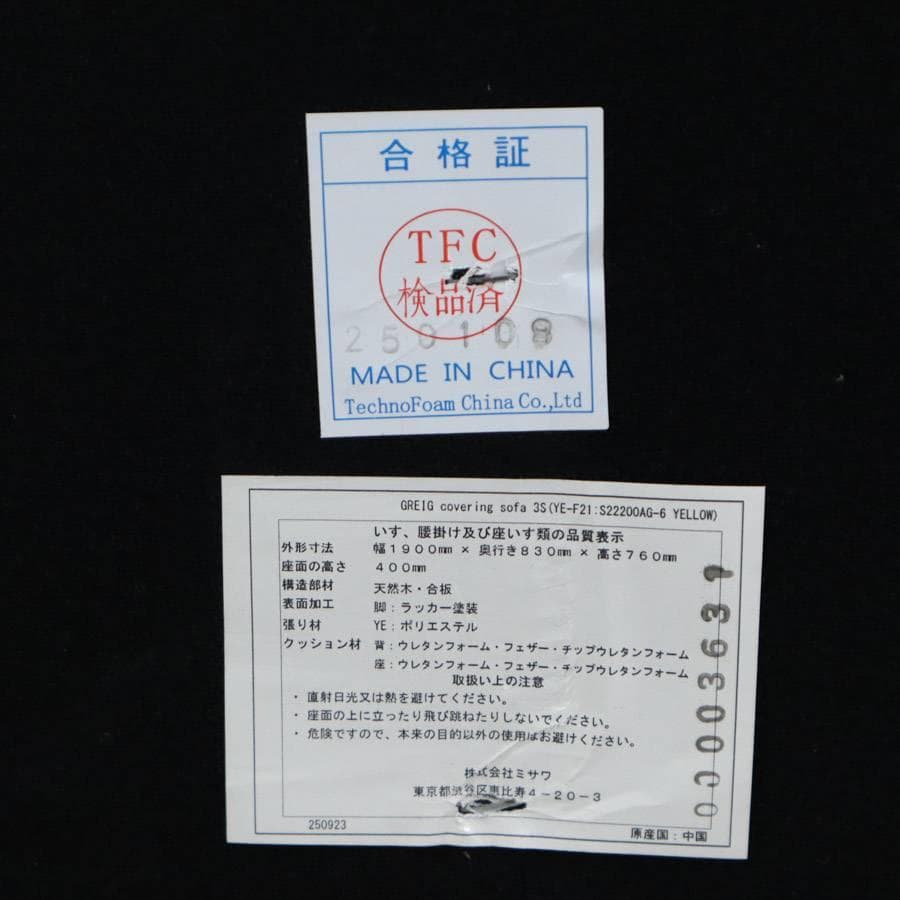 合格証
TFC
検品済
250108
MADE IN CHINA
TechnoFoam China Co.,Ltd
GREIG covering sofa 3S(YE-F21:S22200AG-6 YELLOW)
いす、腰掛け及び座いす類の品質表示
外形寸法 幅1900mm × 奥行き830mm × 高さ760mm
座面の高さ 400mm
構造部材 天然木・合板
表面加工 脚：ラッカー塗装
張り材 YE：ポリエステル
クッション材 背：ウレタンフォーム・フェザー・チップウレタンフォーム
座：ウレタンフォーム・フェザー・チップウレタンフォーム
取扱い上の注意
・ 直射日光又は熱を避けてください。
・ 座面の上に立ったり飛び跳ねたりしないでください。
・ 危険ですので、本来の目的以外の使用はお避けください。
株式会社ミサワ
東京都渋谷区恵比寿4-20-3
250923
原産国：中国
00003631